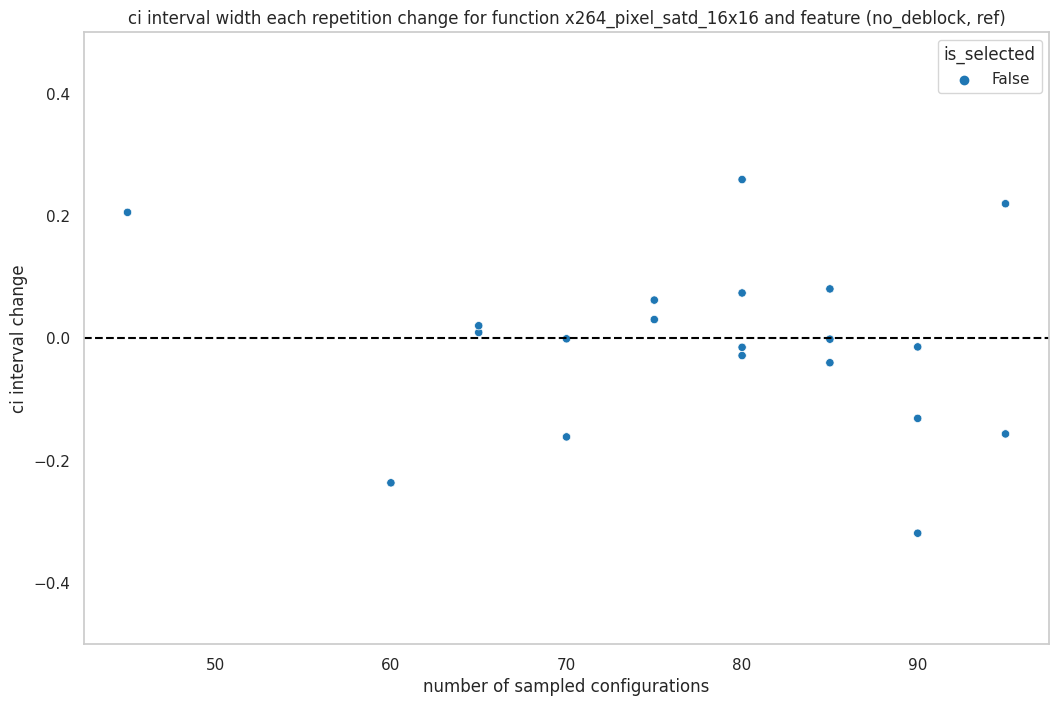 ci interval width each repetition change for function x264_pixel_satd_16x16 and feature (no_deblock, ref)
is_selected
False
ci interval change
0.4
0.2
0.0
−0.2
−0.4
50 60 70 80 90
number of sampled configurations